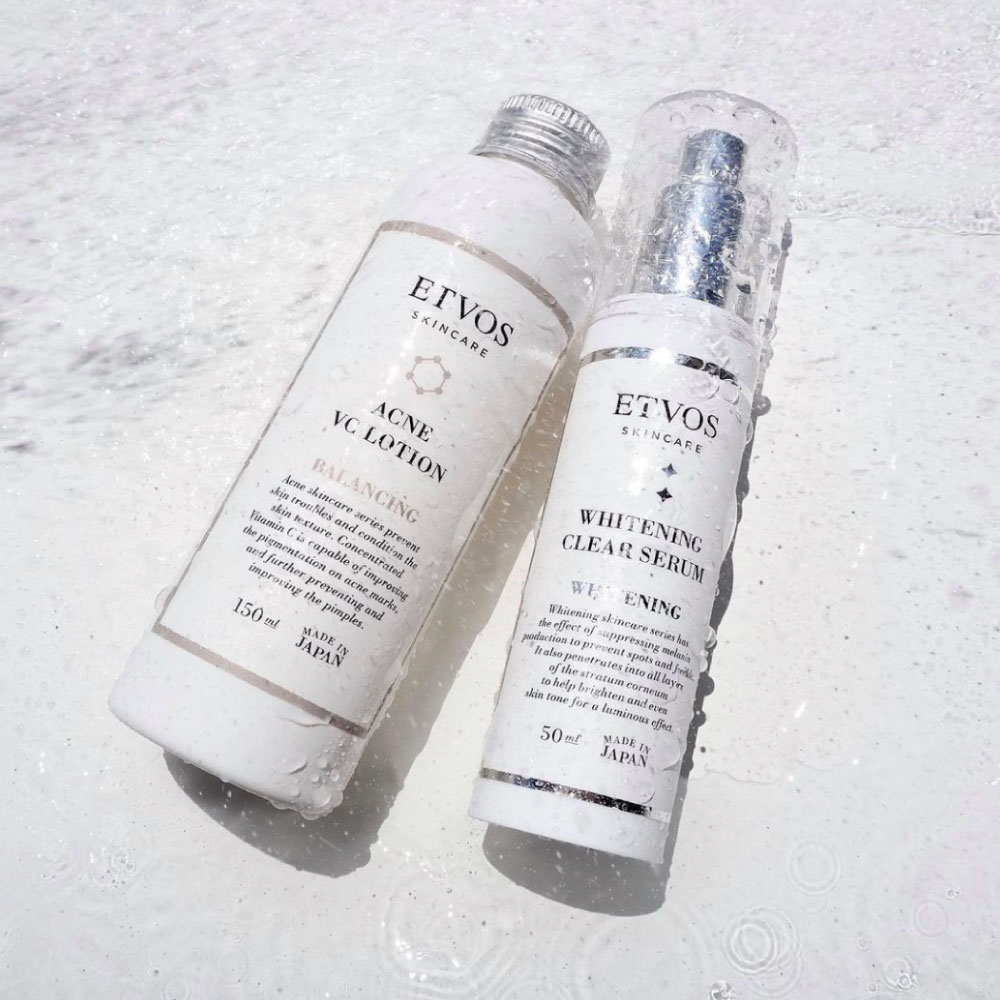 ETVOS
SKINCARE
ACNE
VC LOTION
BALANCING
Acne skincare series prevent
skin troubles and condition the
skin texture. Concentrated
Vitamin C is capable of improving
the pigmentation on acne marks,
and further preventing and
improving the pimples.
150 ml
MADE IN
JAPAN
ETVOS
SKINCARE
WHITENING
CLEAR SERUM
WHITENING
Whitening skincare series has
the effect of suppressing melanin
production to prevent spots and
It also penetrates into all layers
of the stratum corneum
to help brighten and even
skin tone for a luminous effect.
50 ml
MADE IN
JAPAN